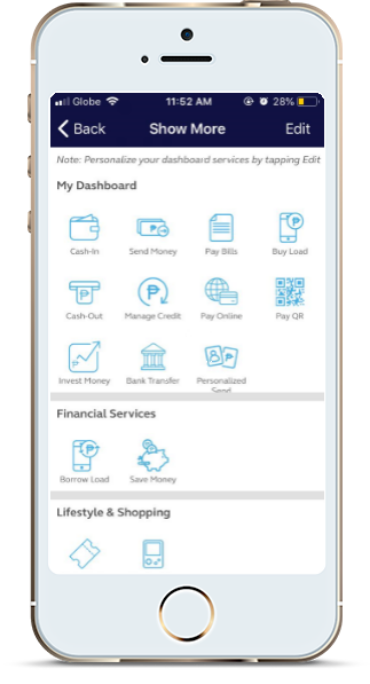 Globe 11:52 AM 28%
Back Show More Edit
Note: Personalize your dashboard services by tapping Edit
My Dashboard
Cash-In Send Money Pay Bills Buy Load
Cash-Out Manage Credit Pay Online Pay QR
Invest Money Bank Transfer Personalized
Send
Financial Services
Borrow Load Save Money
Lifestyle & Shopping